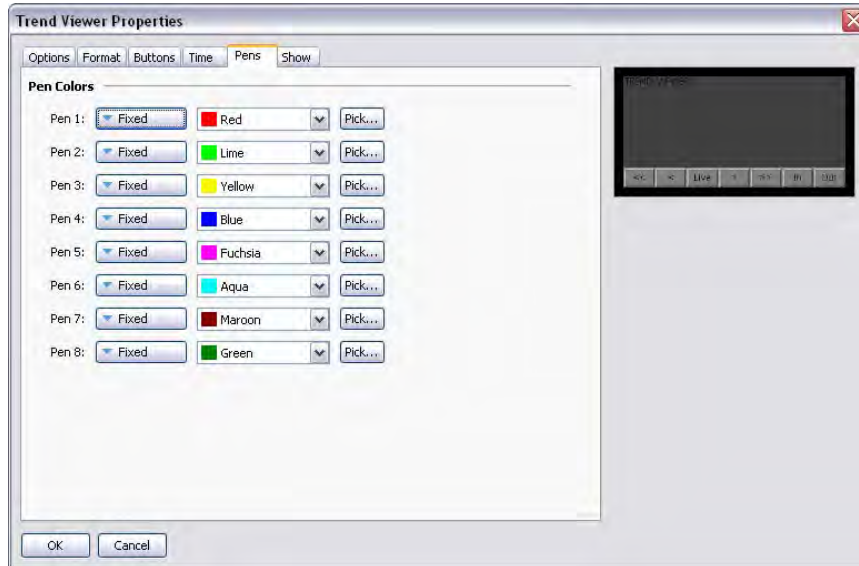 Trend Viewer Properties
Options Format Buttons Time Pens Show
Pen Colors
Pen 1: Fixed Red Pick...
Pen 2: Fixed Lime Pick...
Pen 3: Fixed Yellow Pick...
Pen 4: Fixed Blue Pick...
Pen 5: Fixed Fuchsia Pick...
Pen 6: Fixed Aqua Pick...
Pen 7: Fixed Maroon Pick...
Pen 8: Fixed Green Pick...
TREND VIEWER
<< < Live > >> In Out
OK Cancel